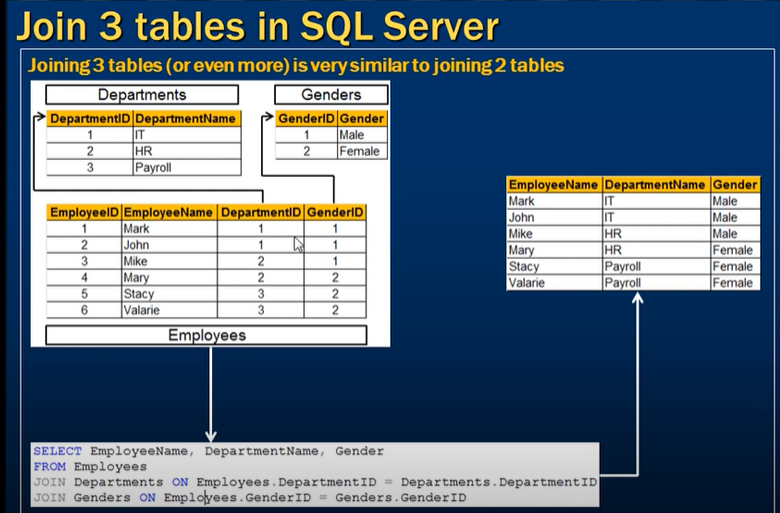 Join 3 tables in SQL Server
Joining 3 tables (or even more) is very similar to joining 2 tables
Departments
DepartmentID DepartmentName
1 IT
2 HR
3 Payroll
Genders
GenderID Gender
1 Male
2 Female
EmployeeID EmployeeName DepartmentID GenderID
1 Mark 1 1
2 John 1 1
3 Mike 2 1
4 Mary 2 2
5 Stacy 3 2
6 Valarie 3 2
Employees
EmployeeName DepartmentName Gender
Mark IT Male
John IT Male
Mike HR Male
Mary HR Female
Stacy Payroll Female
Valarie Payroll Female
SELECT EmployeeName, DepartmentName, Gender
FROM Employees
JOIN Departments ON Employees.DepartmentID = Departments.DepartmentID
JOIN Genders ON Employees.GenderID = Genders.GenderID